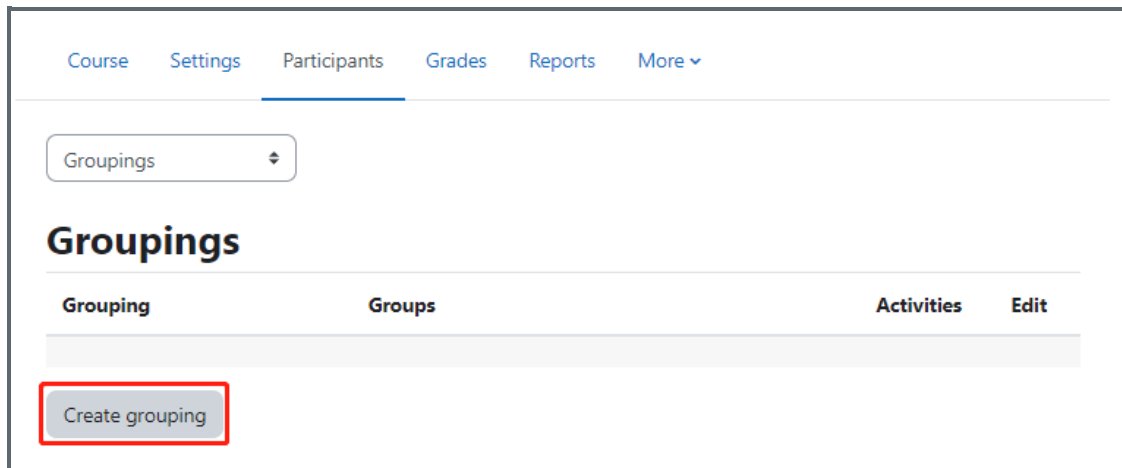 Course Settings Participants Grades Reports More
Groupings
Groupings
Grouping Groups Activities Edit
Create grouping